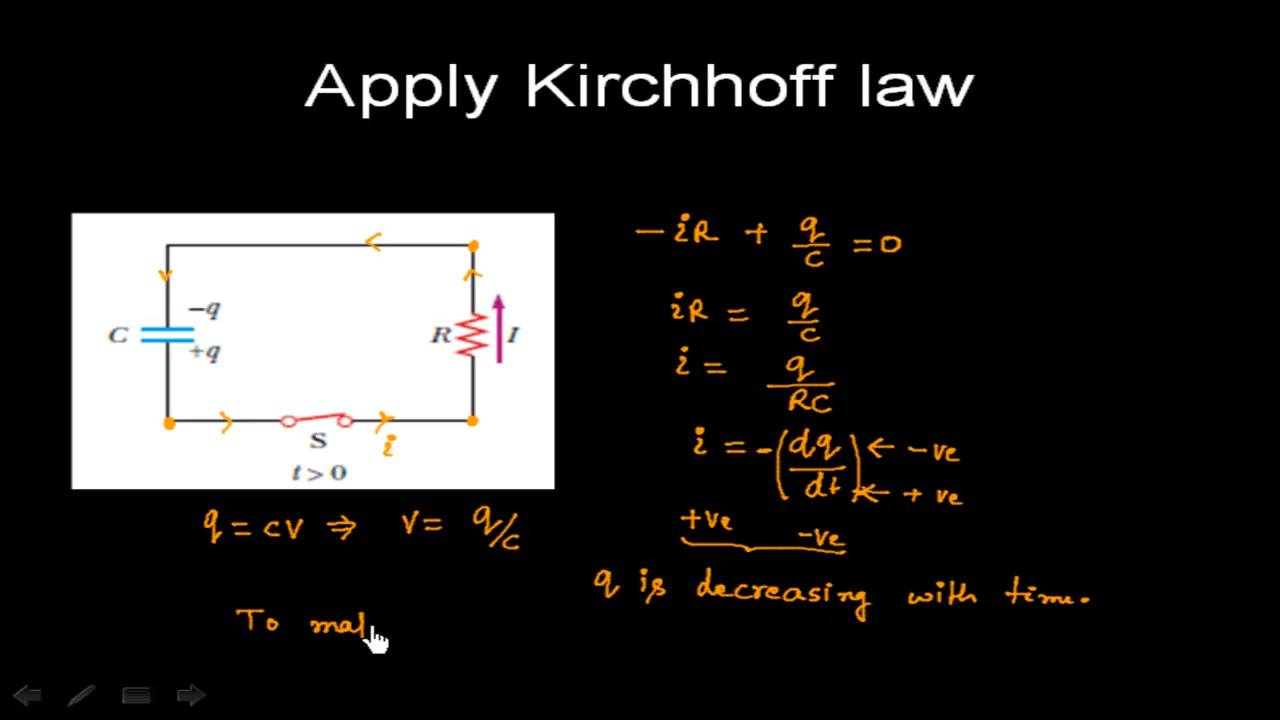 Apply Kirchhoff law
-q
C
+q
R
I
S
i
t > 0
q = CV ⇒ V = q/C
-iR + q/C = 0
iR = q/C
i = q/RC
i = -(dq/dt) ← -ve
← + ve
+ve -ve
q is decreasing with time.
To mal